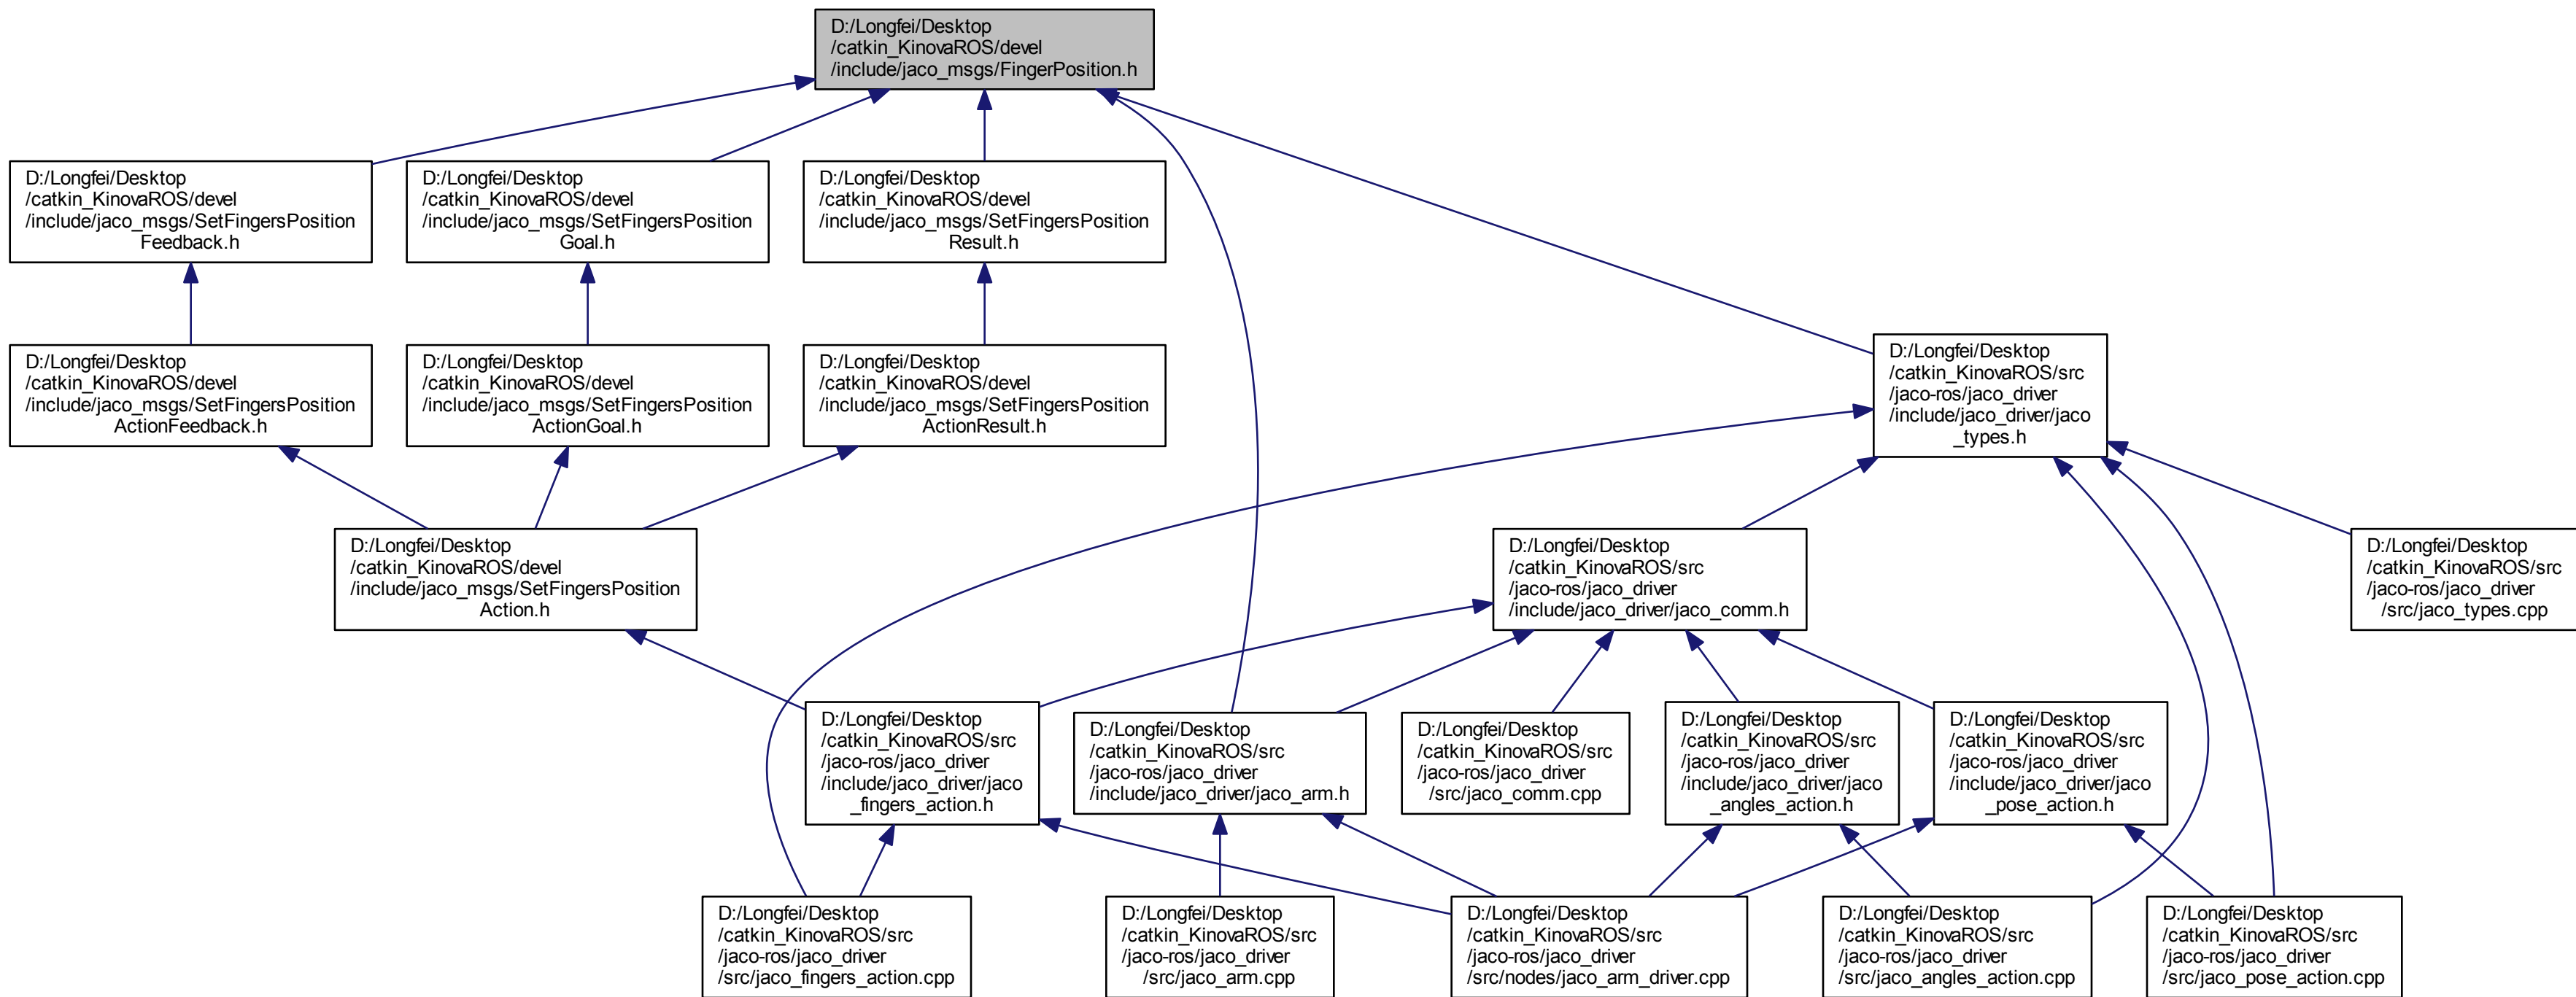 D:/Longfei/Desktop
/catkin_KinovaROS/devel
/include/jaco_msgs/FingerPosition.h
D:/Longfei/Desktop
/catkin_KinovaROS/devel
/include/jaco_msgs/SetFingersPosition
Feedback.h
D:/Longfei/Desktop
/catkin_KinovaROS/devel
/include/jaco_msgs/SetFingersPosition
Goal.h
D:/Longfei/Desktop
/catkin_KinovaROS/devel
/include/jaco_msgs/SetFingersPosition
Result.h
D:/Longfei/Desktop
/catkin_KinovaROS/src
/jaco-ros/jaco_driver
/include/jaco_driver/jaco
_types.h
D:/Longfei/Desktop
/catkin_KinovaROS/devel
/include/jaco_msgs/SetFingersPosition
ActionFeedback.h
D:/Longfei/Desktop
/catkin_KinovaROS/devel
/include/jaco_msgs/SetFingersPosition
ActionGoal.h
D:/Longfei/Desktop
/catkin_KinovaROS/devel
/include/jaco_msgs/SetFingersPosition
ActionResult.h
D:/Longfei/Desktop
/catkin_KinovaROS/devel
/include/jaco_msgs/SetFingersPosition
Action.h
D:/Longfei/Desktop
/catkin_KinovaROS/src
/jaco-ros/jaco_driver
/include/jaco_driver/jaco_comm.h
D:/Longfei/Desktop
/catkin_KinovaROS/src
/jaco-ros/jaco_driver
/src/jaco_types.cpp
D:/Longfei/Desktop
/catkin_KinovaROS/src
/jaco-ros/jaco_driver
/include/jaco_driver/jaco
_fingers_action.h
D:/Longfei/Desktop
/catkin_KinovaROS/src
/jaco-ros/jaco_driver
/include/jaco_driver/jaco_arm.h
D:/Longfei/Desktop
/catkin_KinovaROS/src
/jaco-ros/jaco_driver
/src/jaco_comm.cpp
D:/Longfei/Desktop
/catkin_KinovaROS/src
/jaco-ros/jaco_driver
/include/jaco_driver/jaco
_angles_action.h
D:/Longfei/Desktop
/catkin_KinovaROS/src
/jaco-ros/jaco_driver
/include/jaco_driver/jaco
_pose_action.h
D:/Longfei/Desktop
/catkin_KinovaROS/src
/jaco-ros/jaco_driver
/src/jaco_fingers_action.cpp
D:/Longfei/Desktop
/catkin_KinovaROS/src
/jaco-ros/jaco_driver
/src/jaco_arm.cpp
D:/Longfei/Desktop
/catkin_KinovaROS/src
/jaco-ros/jaco_driver
/src/nodes/jaco_arm_driver.cpp
D:/Longfei/Desktop
/catkin_KinovaROS/src
/jaco-ros/jaco_driver
/src/jaco_angles_action.cpp
D:/Longfei/Desktop
/catkin_KinovaROS/src
/jaco-ros/jaco_driver
/src/jaco_pose_action.cpp